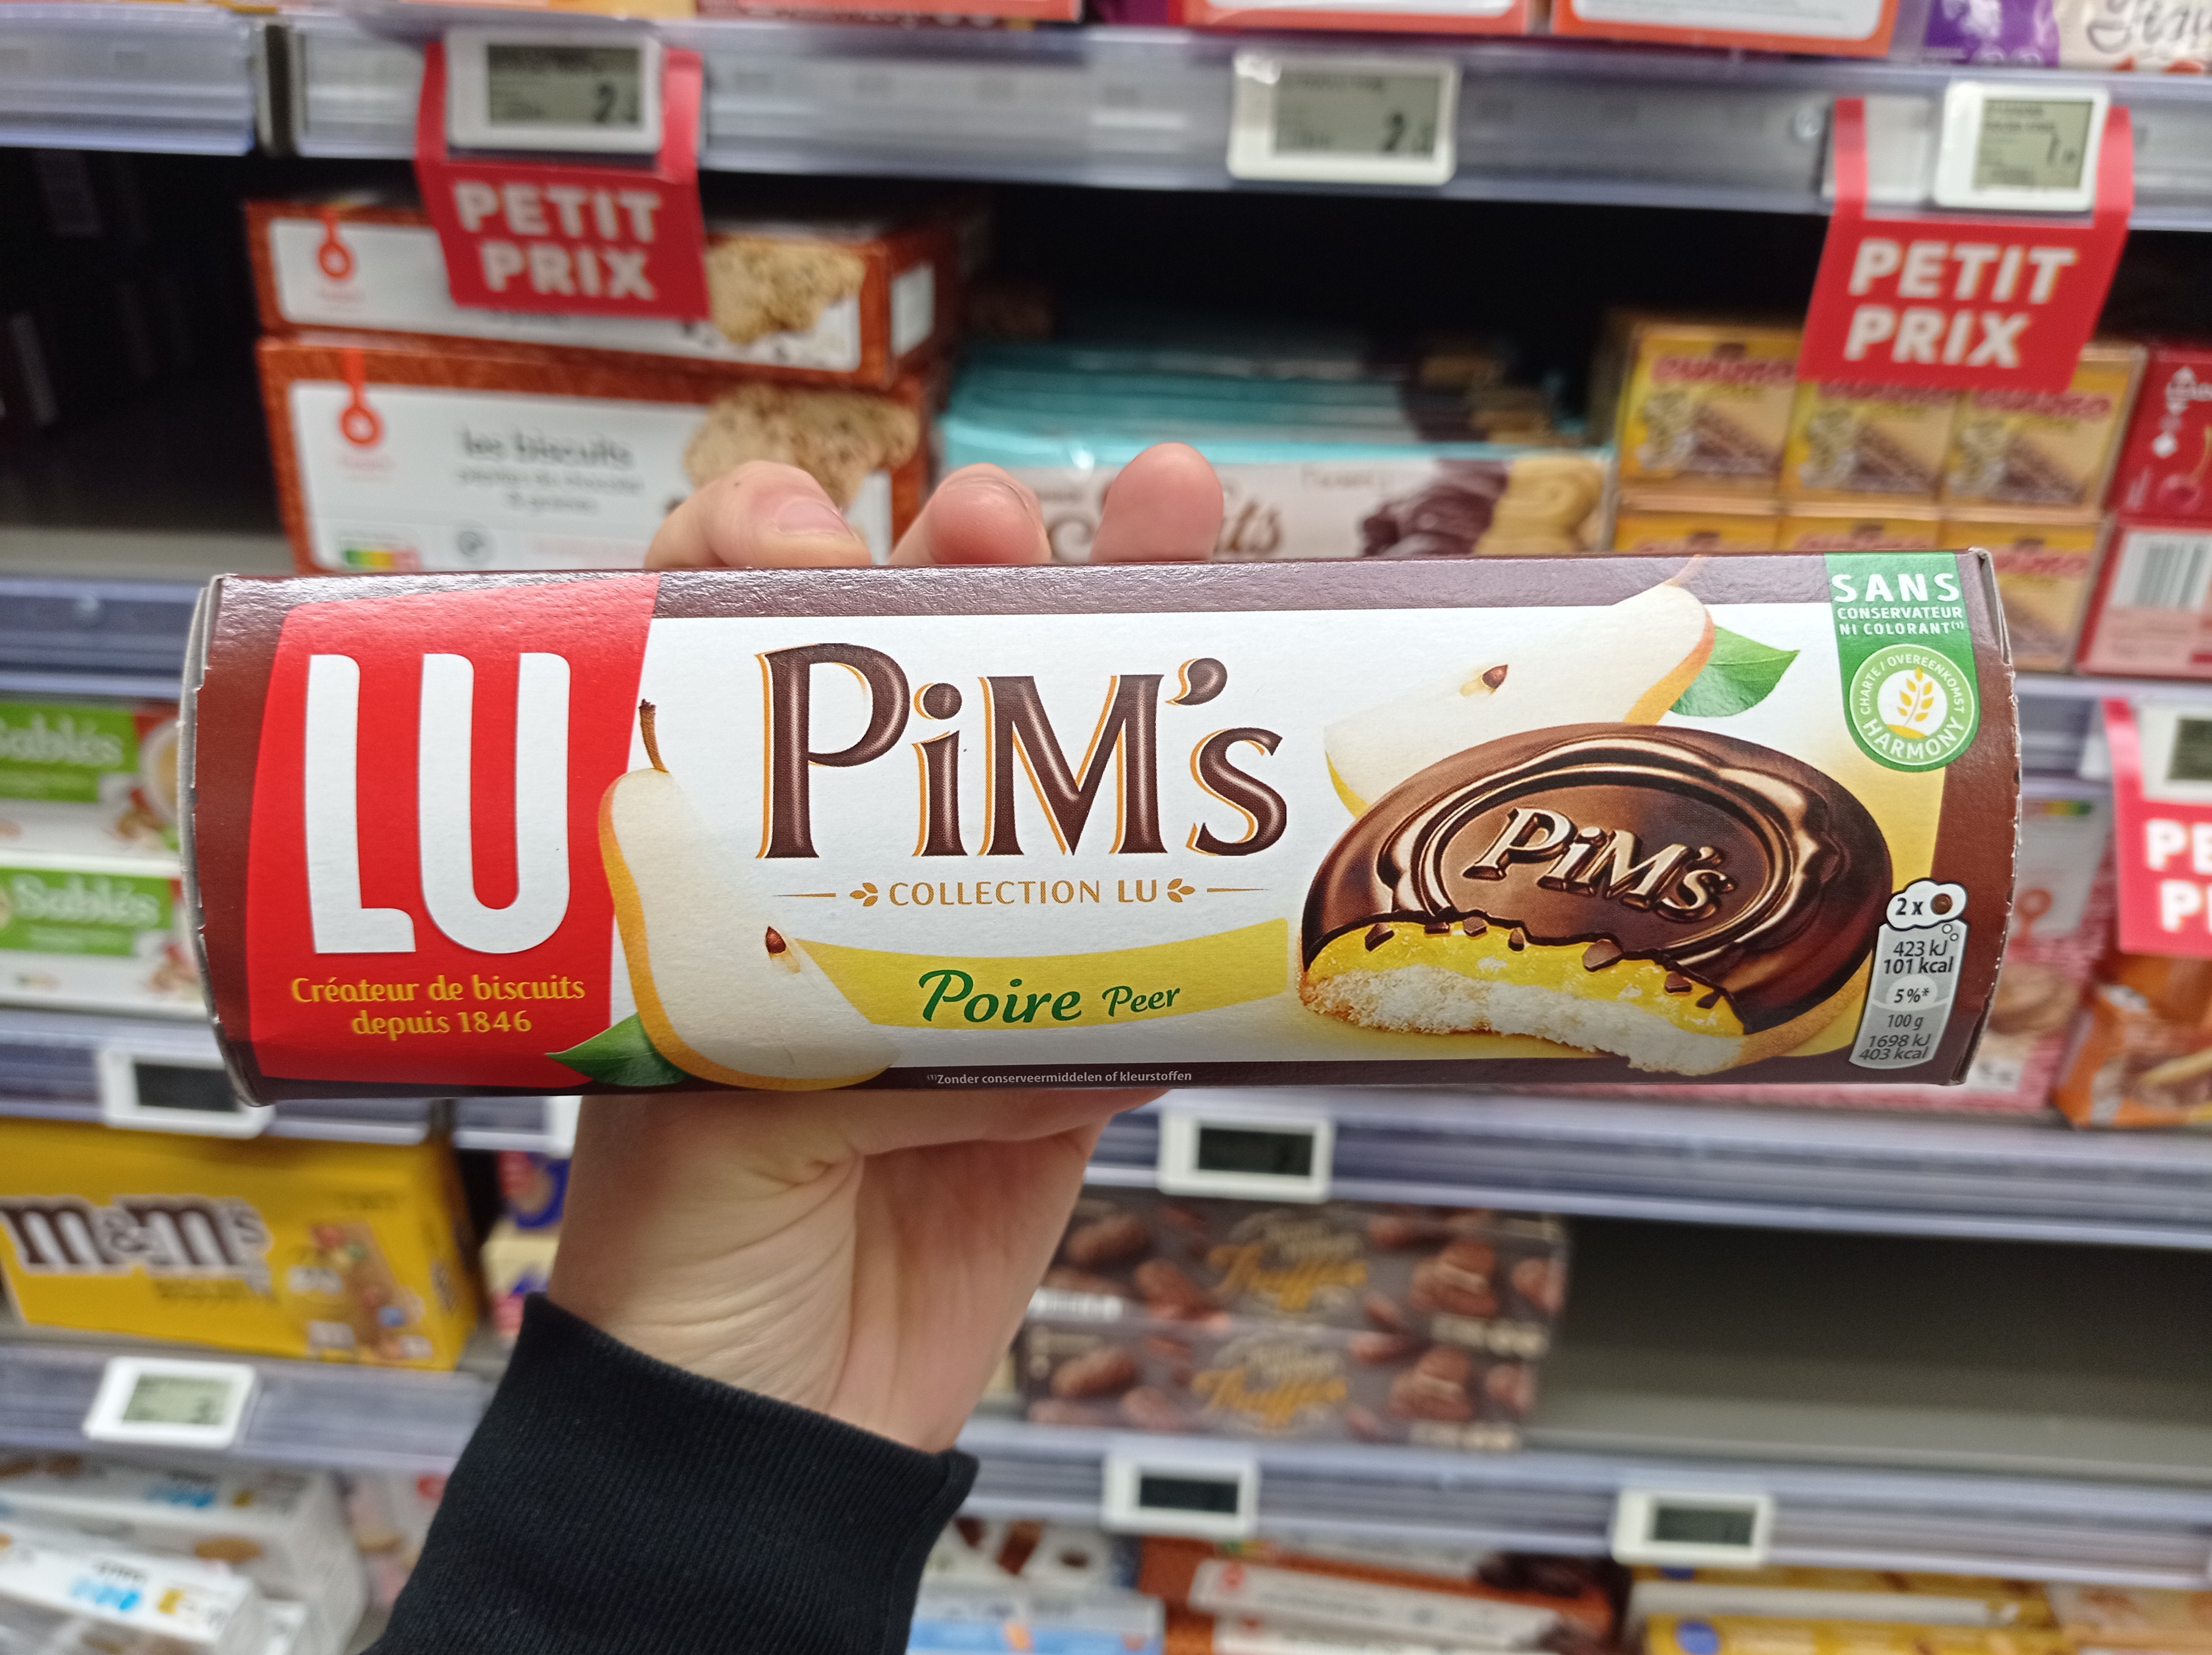 PETIT
PRIX
PETIT
PRIX
les biscuits
SANS
CONSERVATEUR
NI COLORANT(1)
CHARTE / OVEREENKOMST
HARMONY
LU
Créateur de biscuits
depuis 1846
PiM's
COLLECTION LU
Poire Peer
PiM's
2 x
423 kJ
101 kcal
5%*
100 g
1698 kJ
403 kcal
(1)Zonder conserveermiddelen of kleurstoffen
Sablés
Sablés
m&m's
Truffes
Truffes